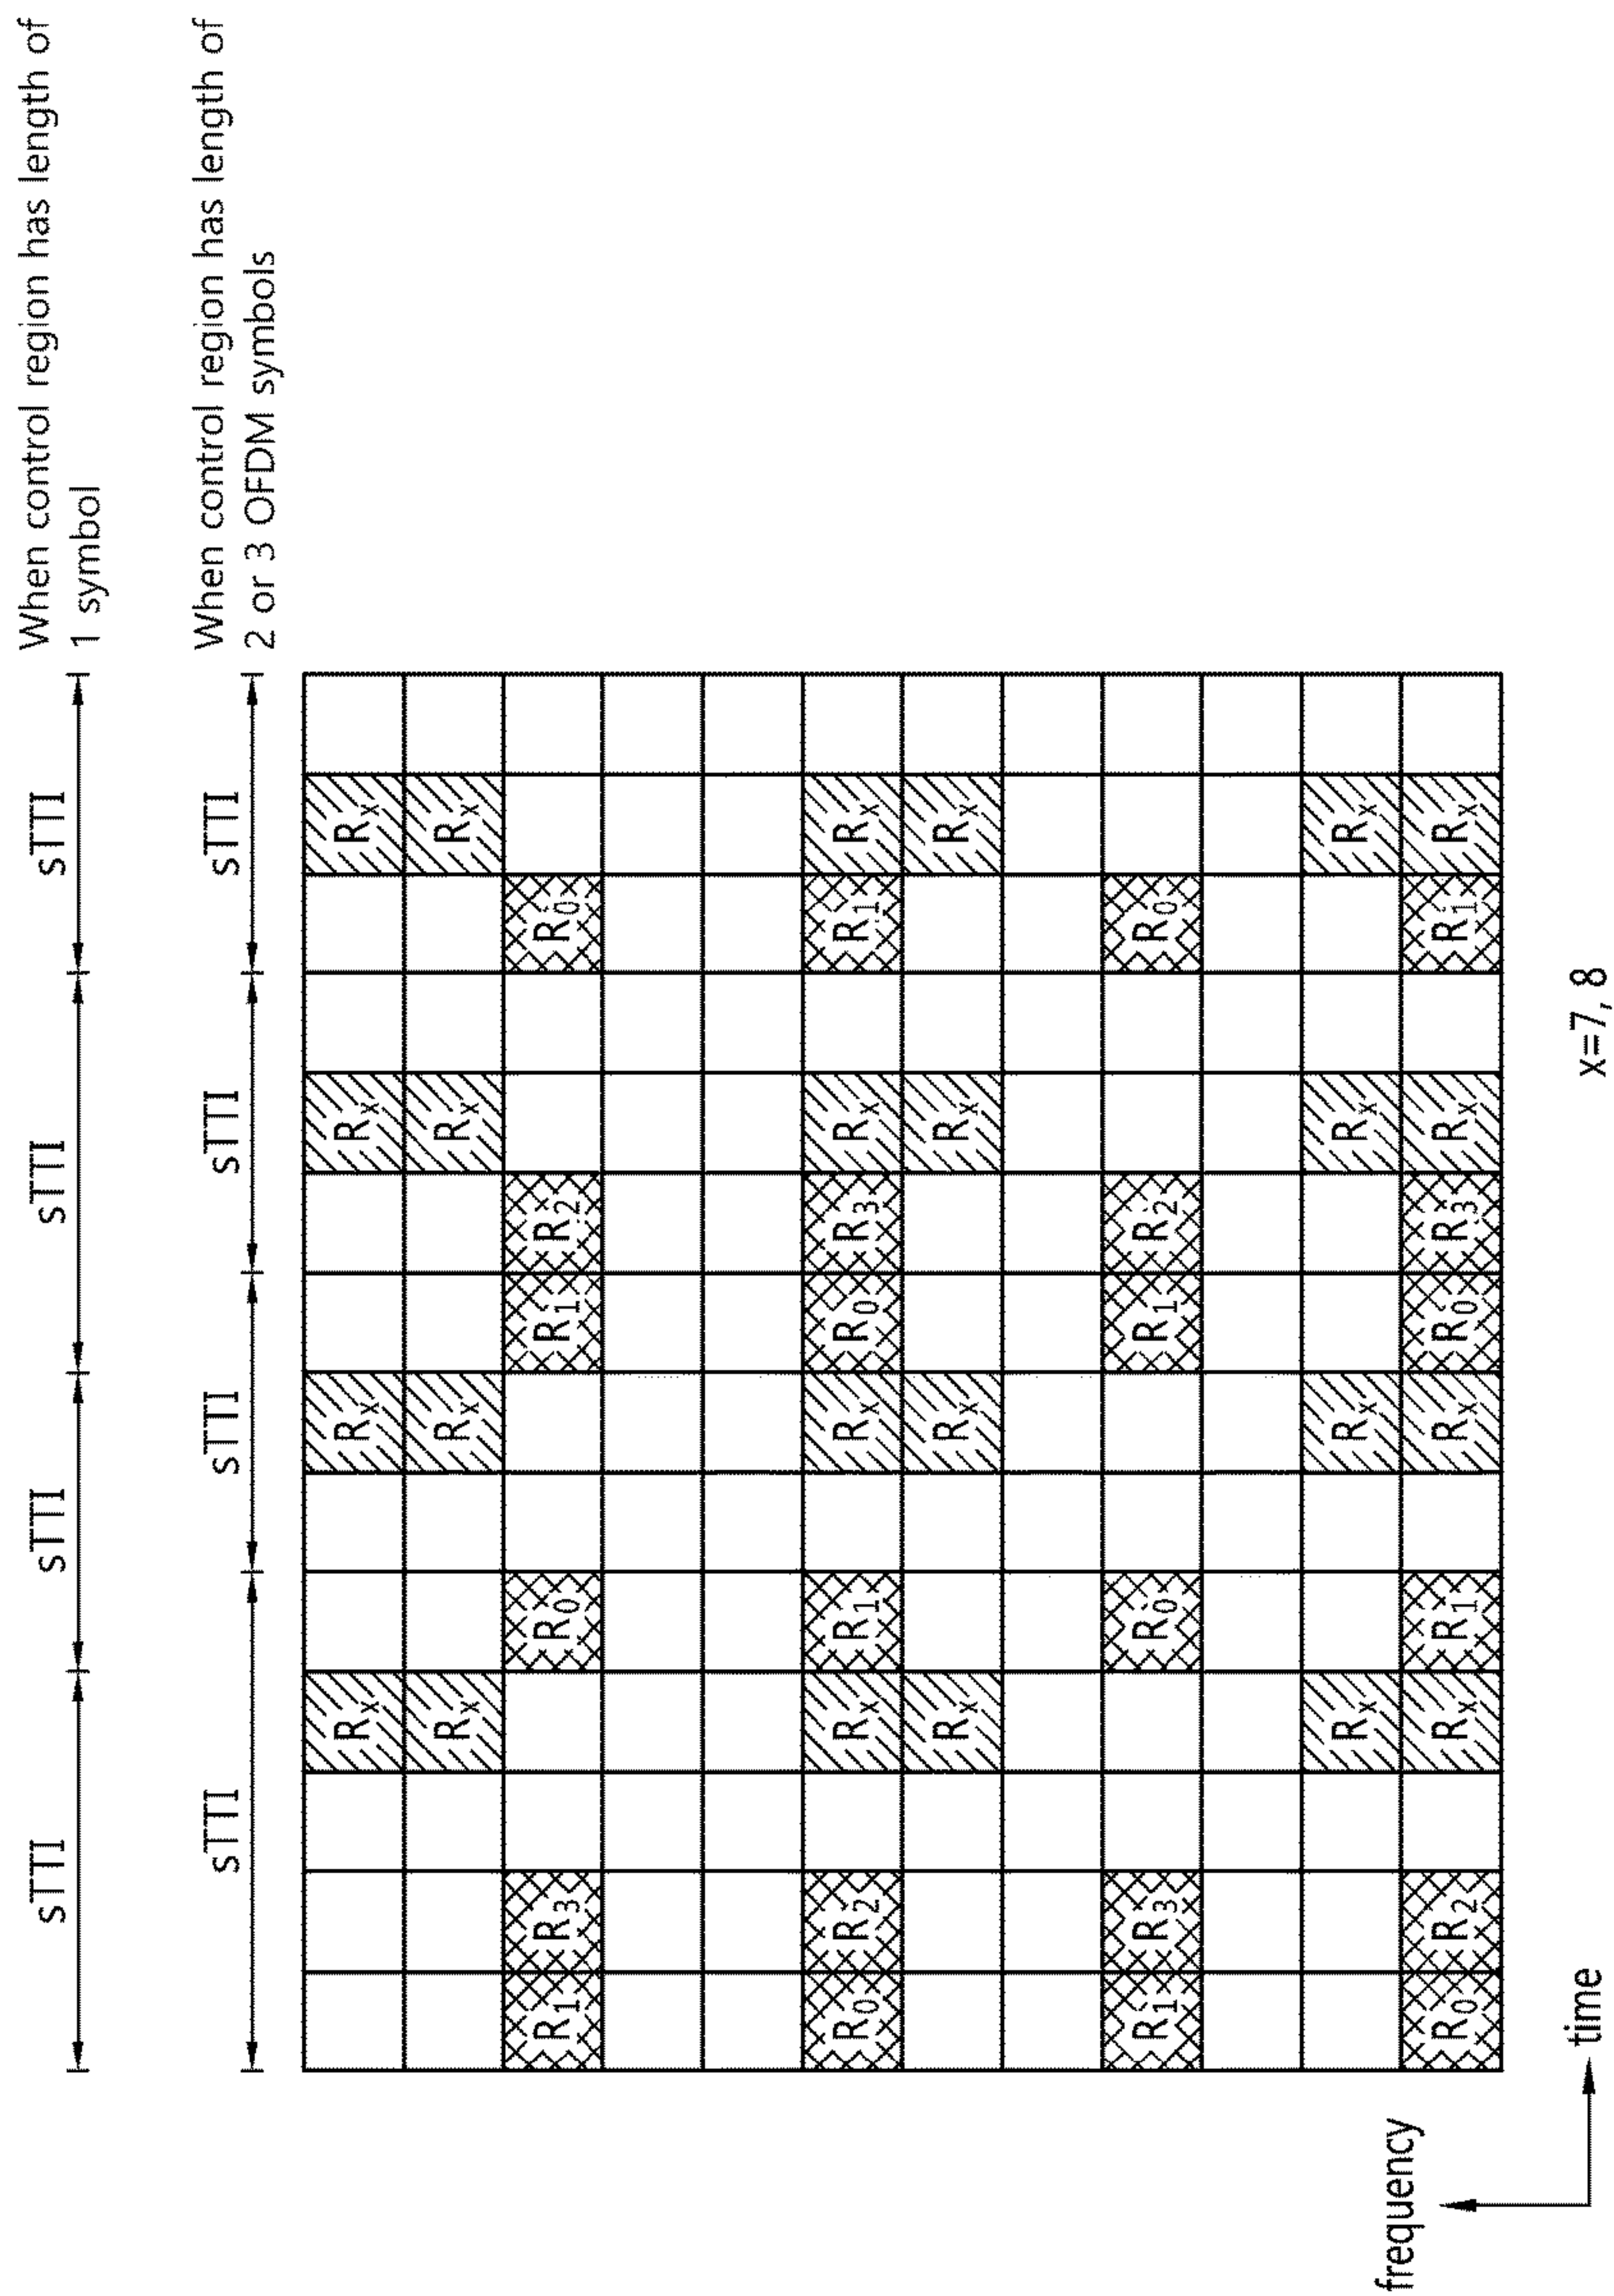 sTTI sTTI sTTI sTTI When control region has length of
1 symbol
sTTI sTTI sTTI sTTI When control region has length of
2 or 3 OFDM symbols
Rx Rx Rx Rx
Rx Rx Rx Rx
R1 R3 R0 R1 R2 R0
R0 R2 Rx R1 Rx R0 R3 Rx R1 Rx
Rx Rx Rx Rx
R1 R3 R0 R1 R2 R0
Rx Rx Rx Rx
R0 R2 Rx R1 Rx R0 R3 Rx R1 Rx
frequency
time
x=7, 8